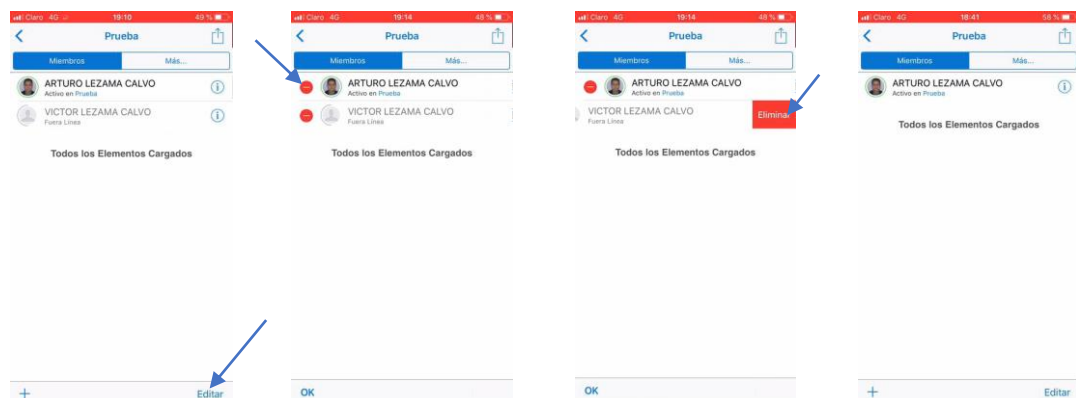 Claro 4G 19:10 49 %
Prueba
Miembros Más...
ARTURO LEZAMA CALVO
Activo en Prueba
VICTOR LEZAMA CALVO
Fuera Línea
Todos los Elementos Cargados
+ Editar
Claro 4G 19:14 48 %
Prueba
Miembros Más...
ARTURO LEZAMA CALVO
Activo en Prueba
VICTOR LEZAMA CALVO
Fuera Línea
Todos los Elementos Cargados
OK
Claro 4G 19:14 48 %
Prueba
Miembros Más...
ARTURO LEZAMA CALVO
Activo en Prueba
VICTOR LEZAMA CALVO
Fuera Línea
Eliminar
Todos los Elementos Cargados
OK
Claro 4G 18:41 58 %
Prueba
Miembros Más...
ARTURO LEZAMA CALVO
Activo en Prueba
Todos los Elementos Cargados
+ Editar